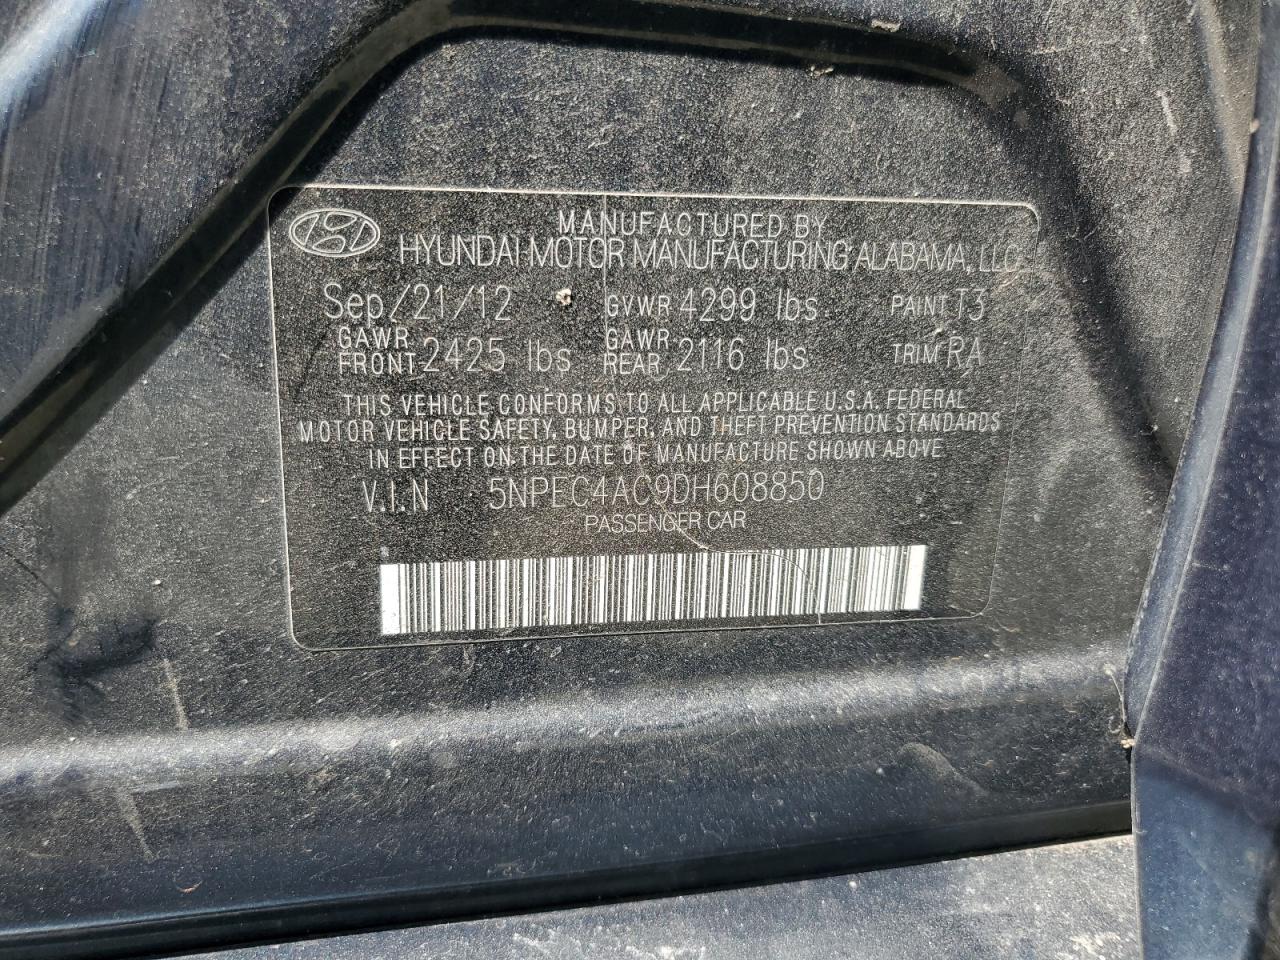 MANUFACTURED BY
HYUNDAI MOTOR MANUFACTURING ALABAMA, LLC
Sep/21/12 GVWR 4299 lbs PAINT T3
GAWR FRONT 2425 lbs GAWR REAR 2116 lbs TRIM RA
THIS VEHICLE CONFORMS TO ALL APPLICABLE U.S.A. FEDERAL
MOTOR VEHICLE SAFETY, BUMPER, AND THEFT PREVENTION STANDARDS
IN EFFECT ON THE DATE OF MANUFACTURE SHOWN ABOVE
V.I.N 5NPEC4AC9DH608850
PASSENGER CAR